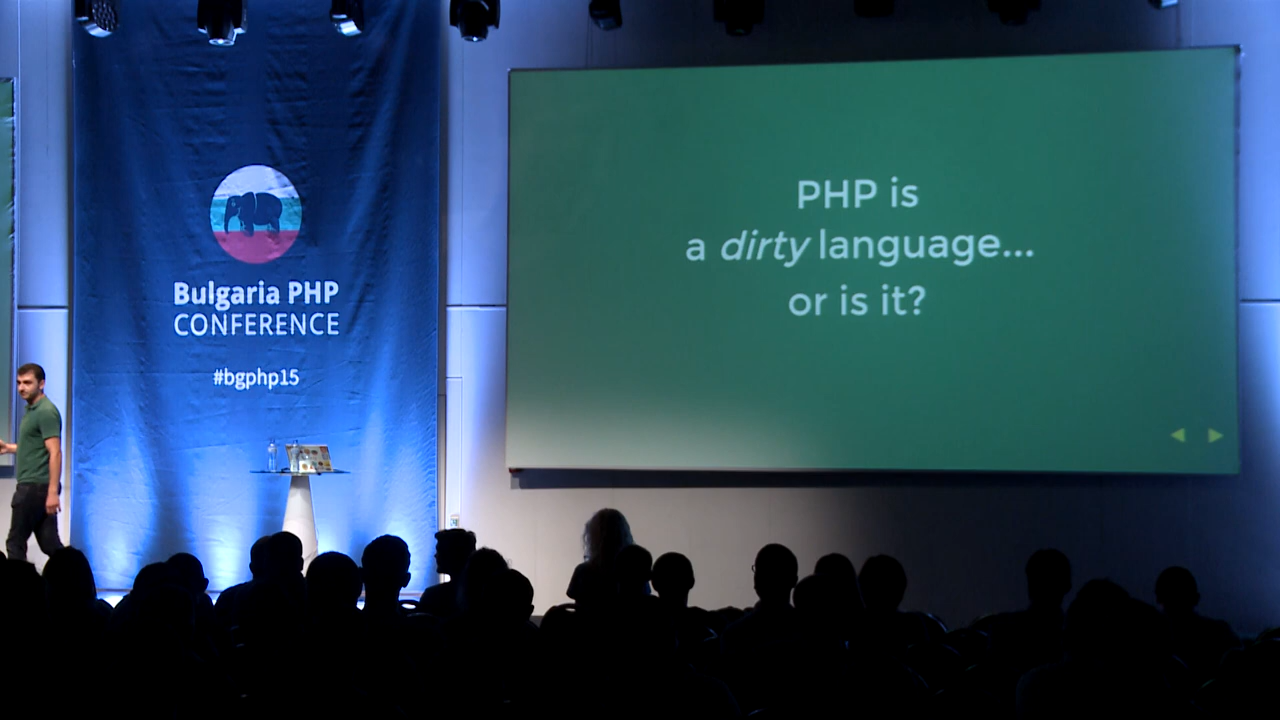 Bulgaria PHP
CONFERENCE
#bgphp15
PHP is
a dirty language...
or is it?